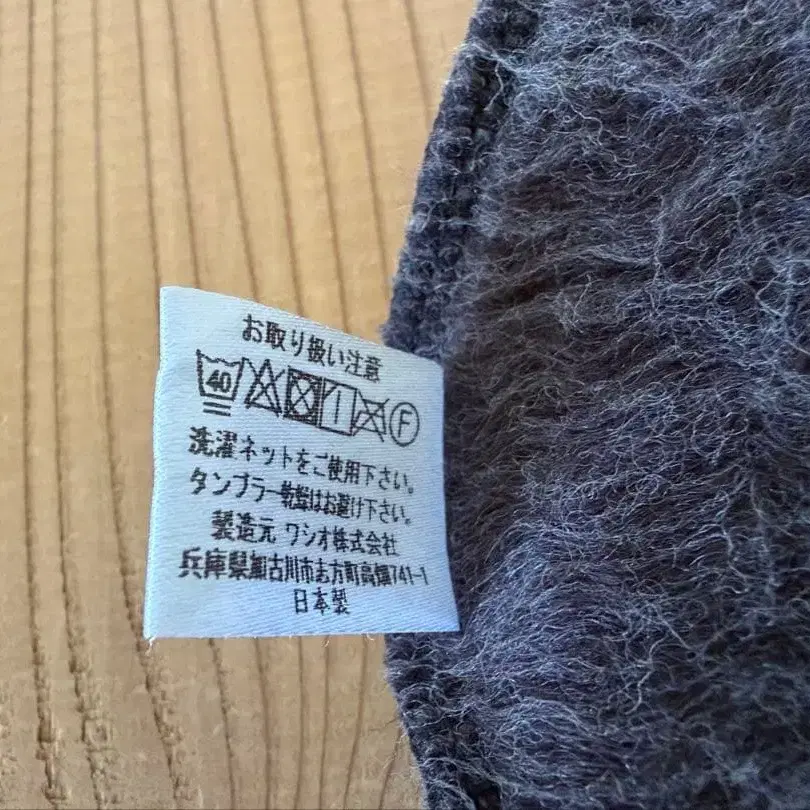 お取り扱い注意
40 F
洗濯ネットをご使用下さい。
タンブラー乾燥はお避け下さい。
製造元 ワシオ株式会社
兵庫県加古川市志方町高畑741-1
日本製